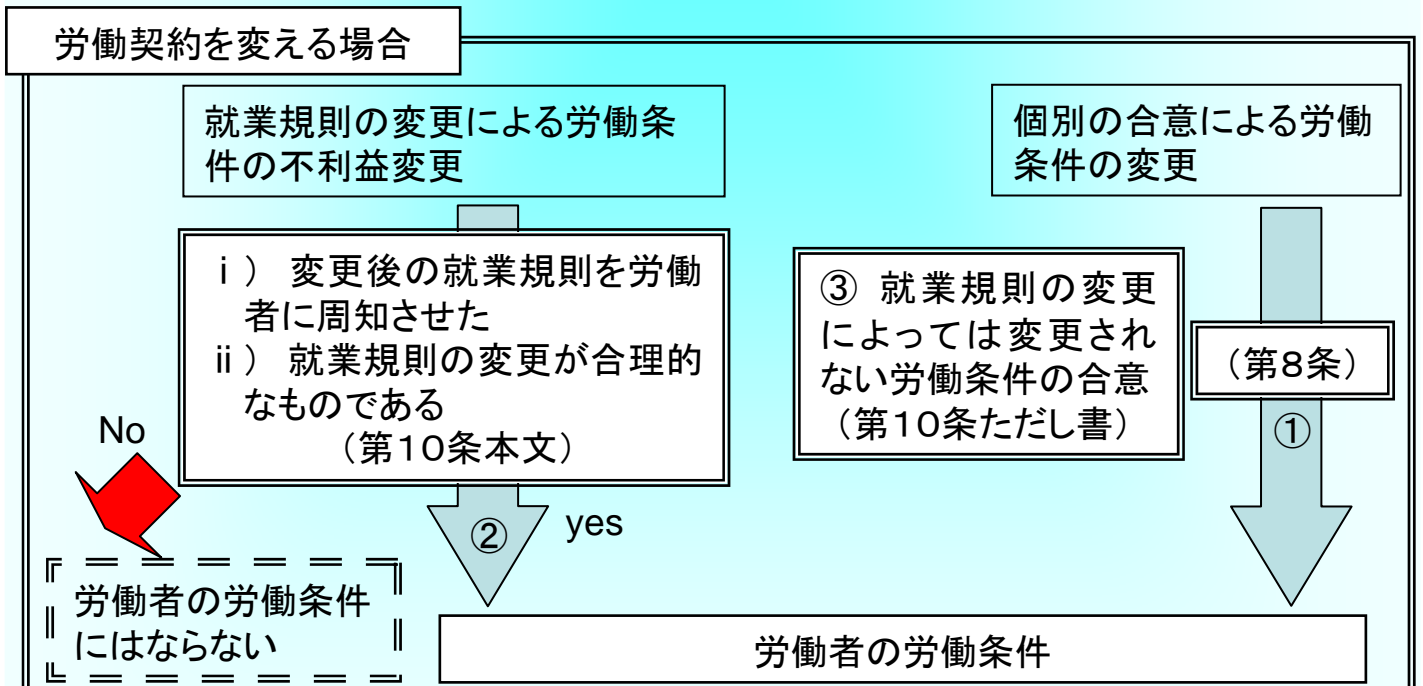 労働契約を変える場合
就業規則の変更による労働条
件の不利益変更
個別の合意による労働
条件の変更
ⅰ） 変更後の就業規則を労働
者に周知させた
ⅱ） 就業規則の変更が合理的
なものである
（第１０条本文）
③ 就業規則の変更
によっては変更され
ない労働条件の合意
（第１０条ただし書）
（第８条）
①
No
②
yes
労働者の労働条件
にはならない
労働者の労働条件